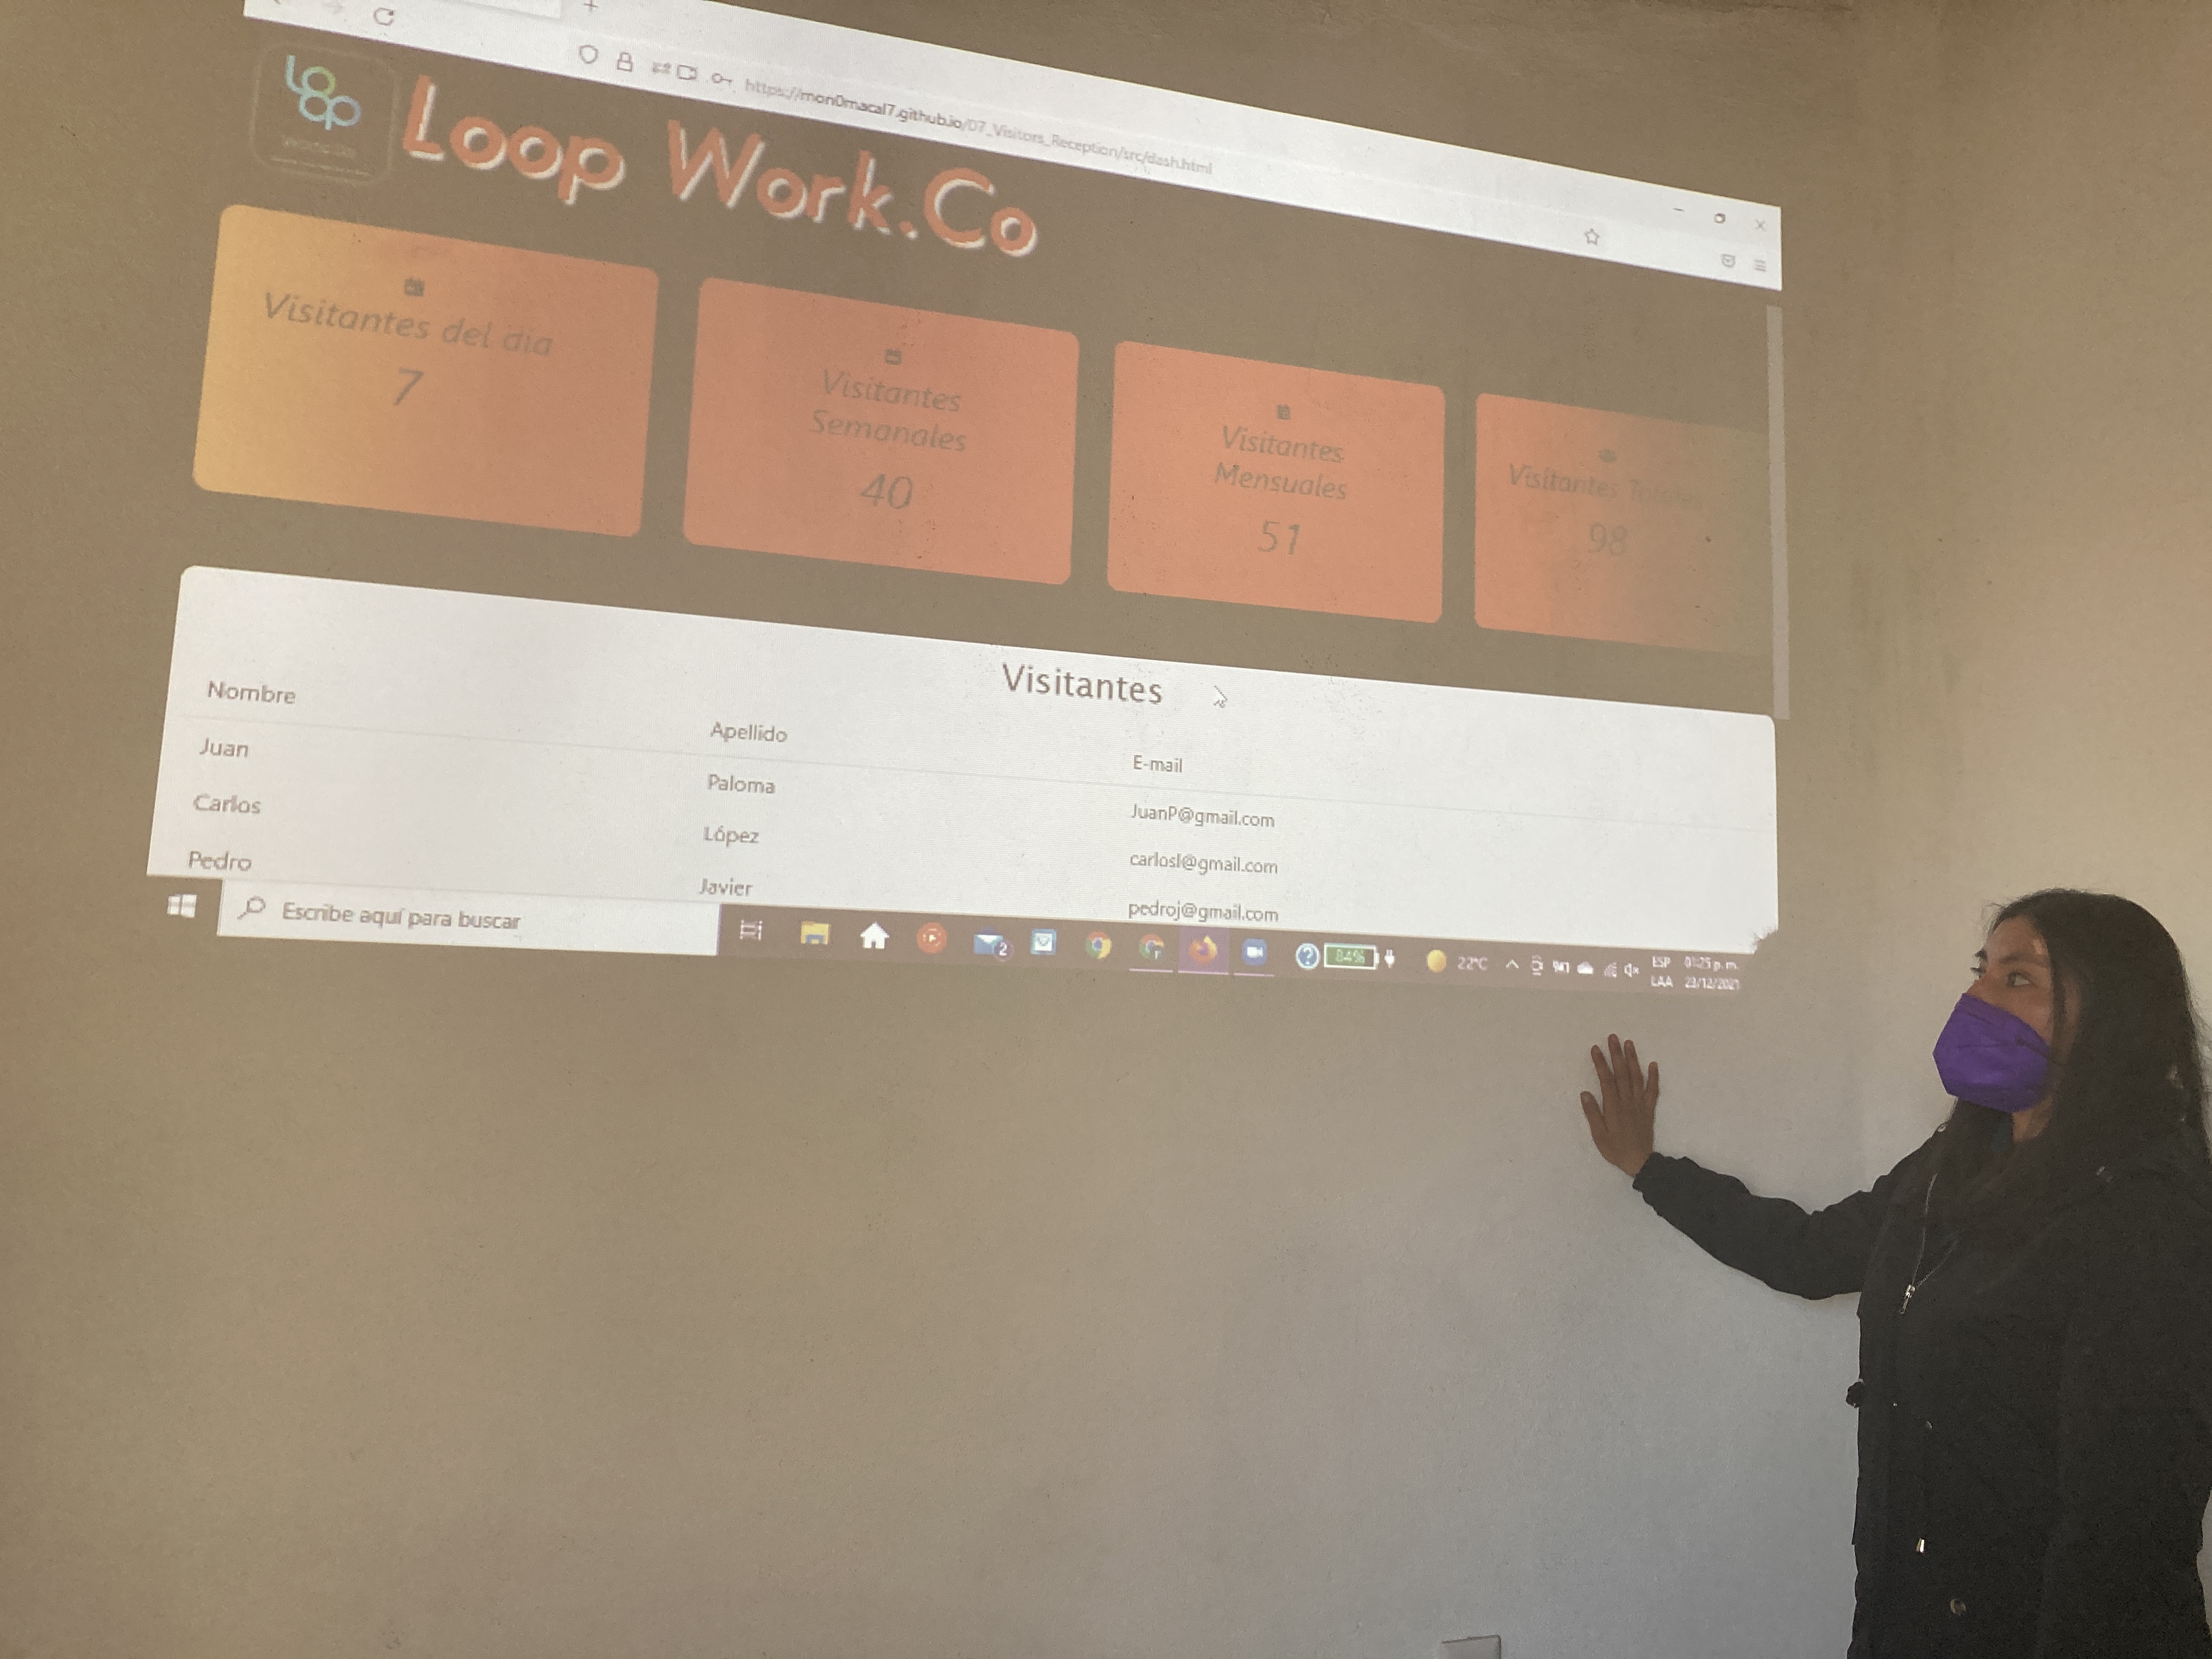 https://mon0macal7.github.io/07_Visitors_Reception/src/dash.html
Loop
Loop Work.Co
Visitantes del día
7
Visitantes
Semanales
40
Visitantes
Mensuales
51
Visitantes
98
Visitantes
Nombre Apellido E-mail
Juan Paloma JuanP@gmail.com
Carlos López carlosl@gmail.com
Pedro Javier pedroj@gmail.com
Escribe aquí para buscar
2
84%
22°C
ESP
LAA
01:25 p. m.
23/12/2021